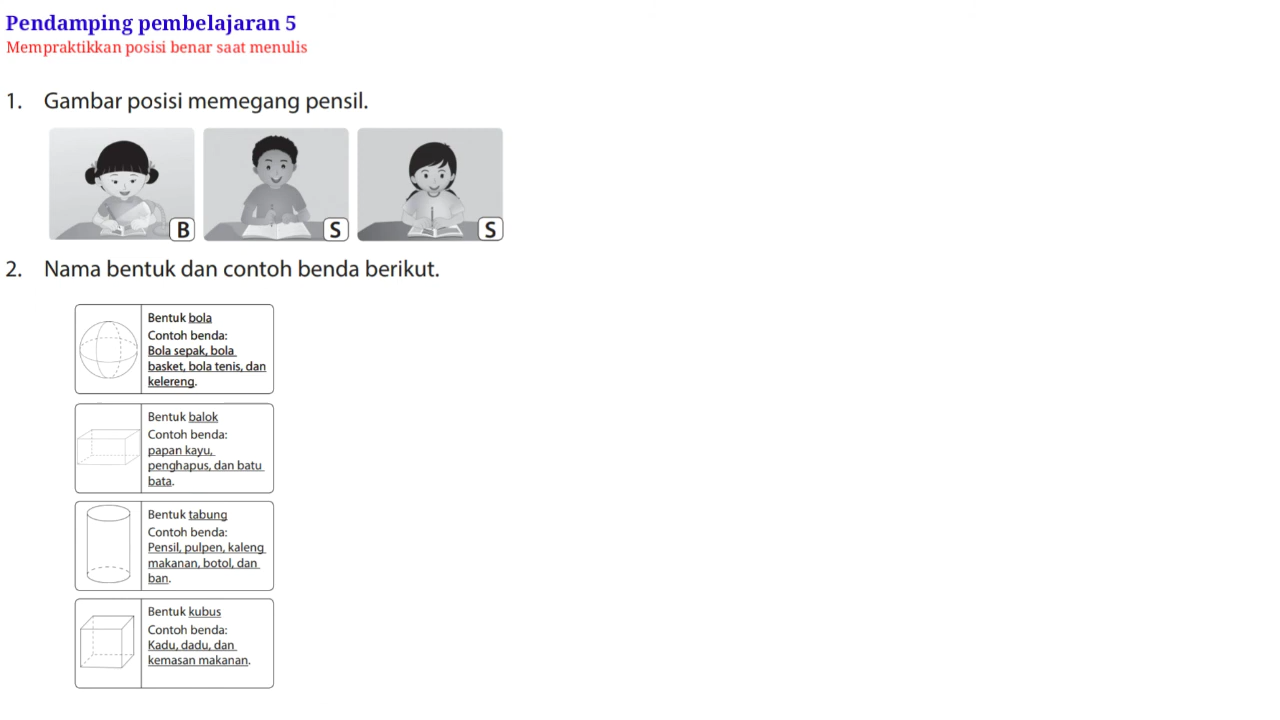 Pendamping pembelajaran 5
Mempraktikkan posisi benar saat menulis
1. Gambar posisi memegang pensil.
B
S
S
2. Nama bentuk dan contoh benda berikut.
Bentuk bola
Contoh benda:
Bola sepak, bola
basket, bola tenis, dan
kelereng.
Bentuk balok
Contoh benda:
papan kayu,
penghapus, dan batu
bata.
Bentuk tabung
Contoh benda:
Pensil, pulpen, kaleng
makanan, botol, dan
ban.
Bentuk kubus
Contoh benda:
Kadu, dadu, dan
kemasan makanan.